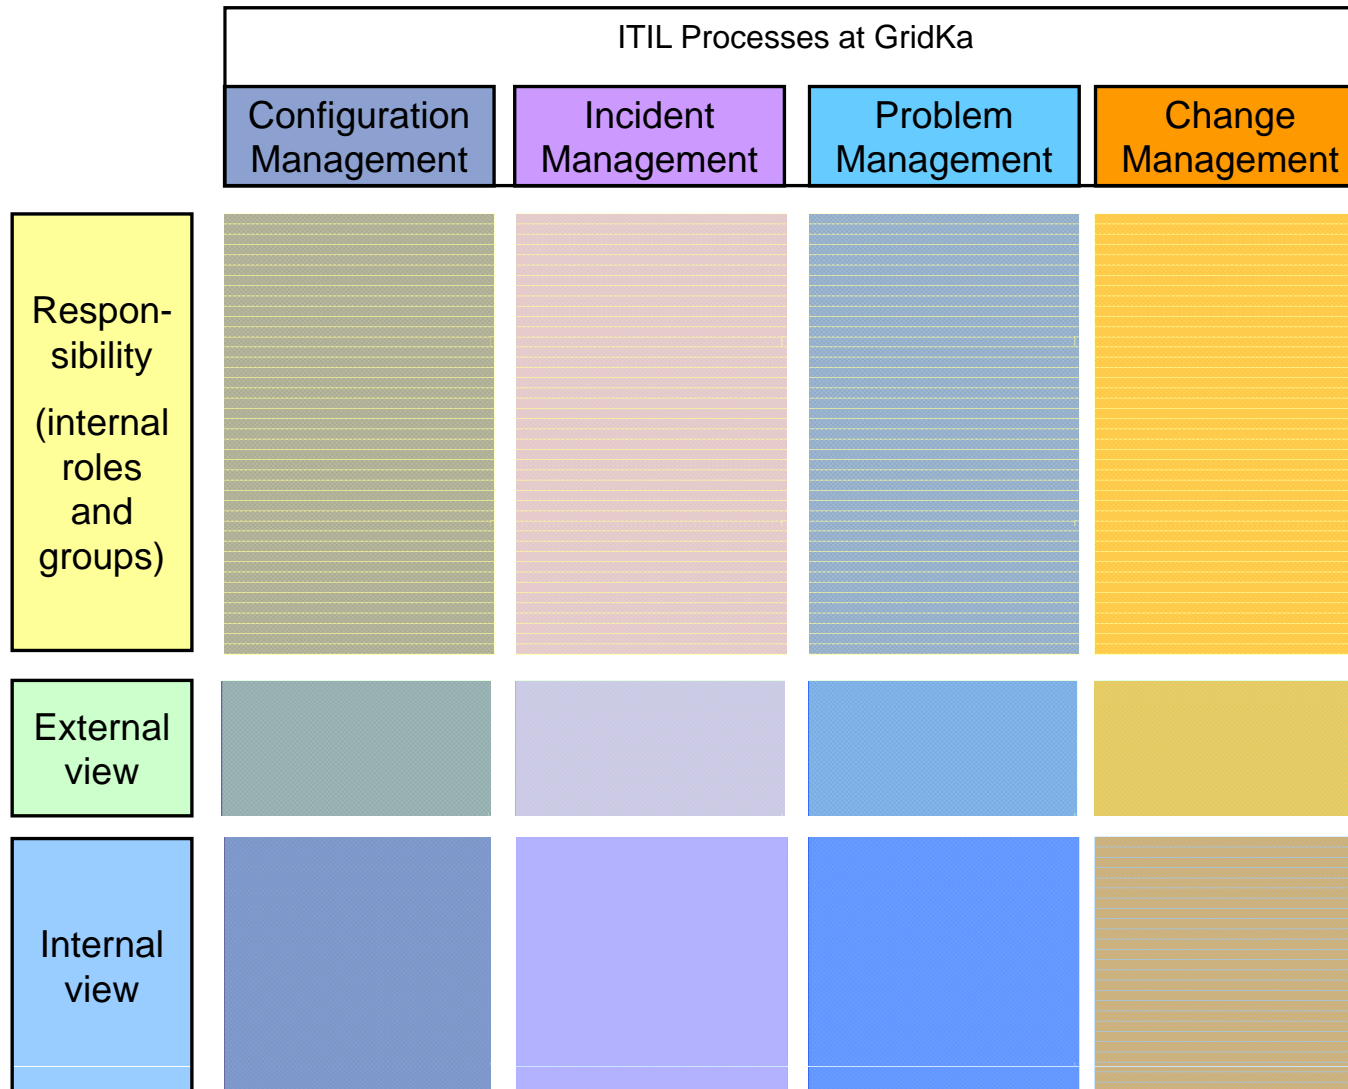 ITIL Processes at GridKa
Configuration
Management
Incident
Management
Problem
Management
Change
Management
Respon-
sibility
(internal
roles
and
groups)
External
view
Internal
view